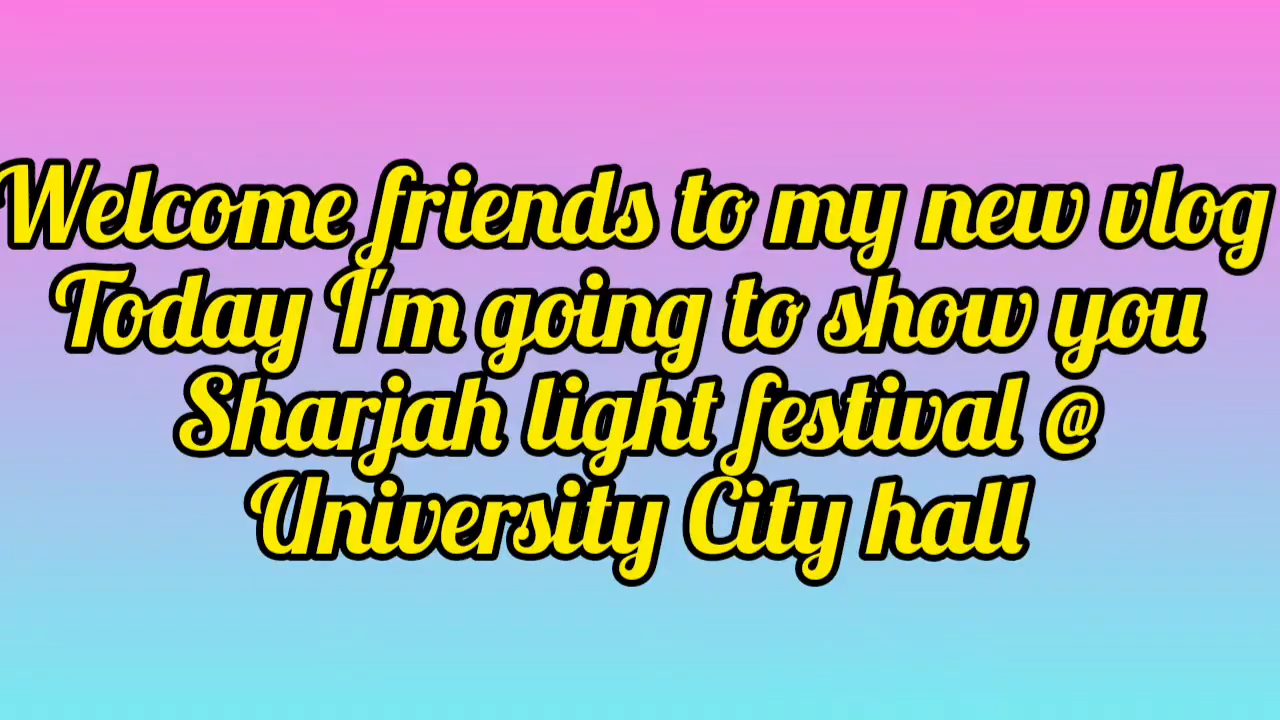 Welcome friends to my new vlog
Today I'm going to show you
Sharjah light festival @
University City hall